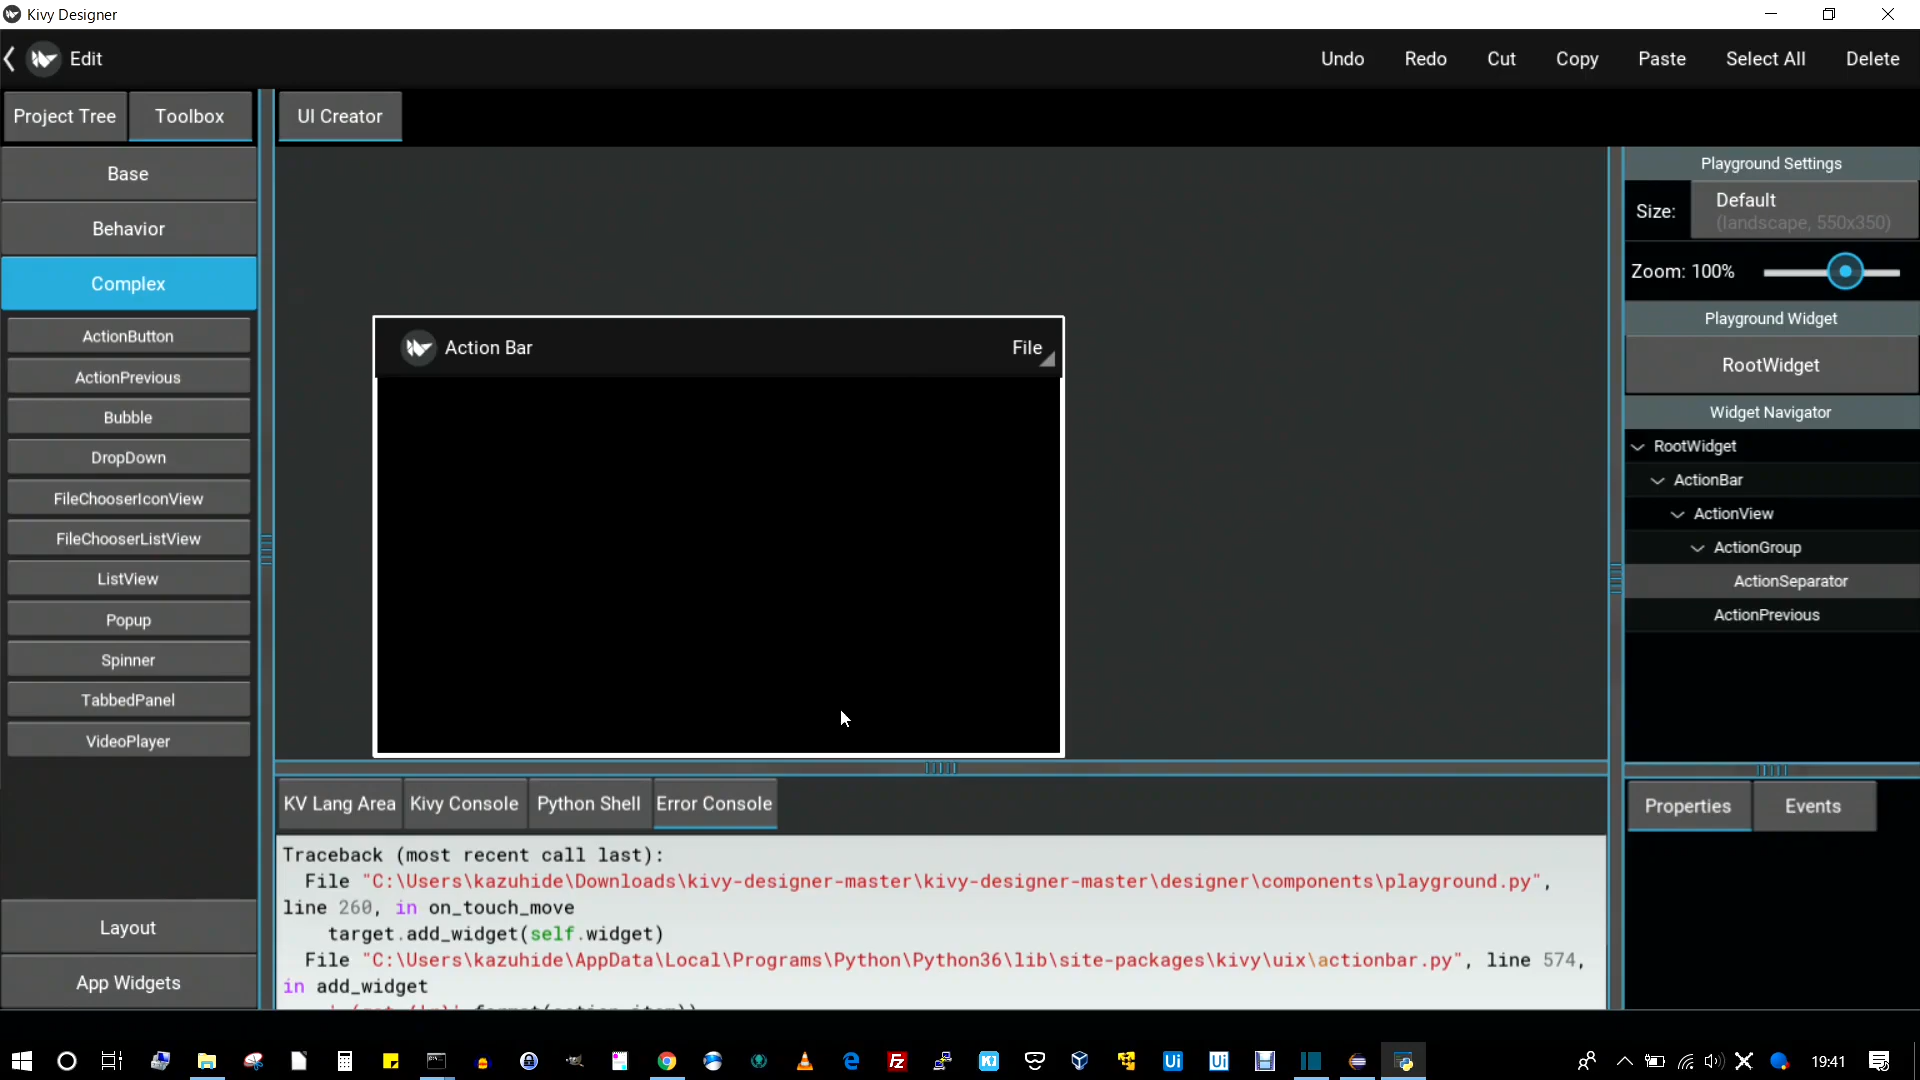 Kivy Designer
Edit
Undo Redo Cut Copy Paste Select All Delete
Project Tree Toolbox
UI Creator
Base
Behavior
Complex
ActionButton
ActionPrevious
Bubble
DropDown
FileChooserIconView
FileChooserListView
ListView
Popup
Spinner
TabbedPanel
VideoPlayer
Layout
App Widgets
Action Bar File
KV Lang Area Kivy Console Python Shell Error Console
Traceback (most recent call last):
File "C:\Users\kazuhide\Downloads\kivy-designer-master\kivy-designer-master\designer\components\playground.py",
line 260, in on_touch_move
target.add_widget(self.widget)
File "C:\Users\kazuhide\AppData\Local\Programs\Python\Python36\lib\site-packages\kivy\uix\actionbar.py", line 574,
in add_widget
Playground Settings
Size: Default
(landscape, 550x350)
Zoom: 100%
Playground Widget
RootWidget
Widget Navigator
RootWidget
ActionBar
ActionView
ActionGroup
ActionSeparator
ActionPrevious
Properties Events
19:41